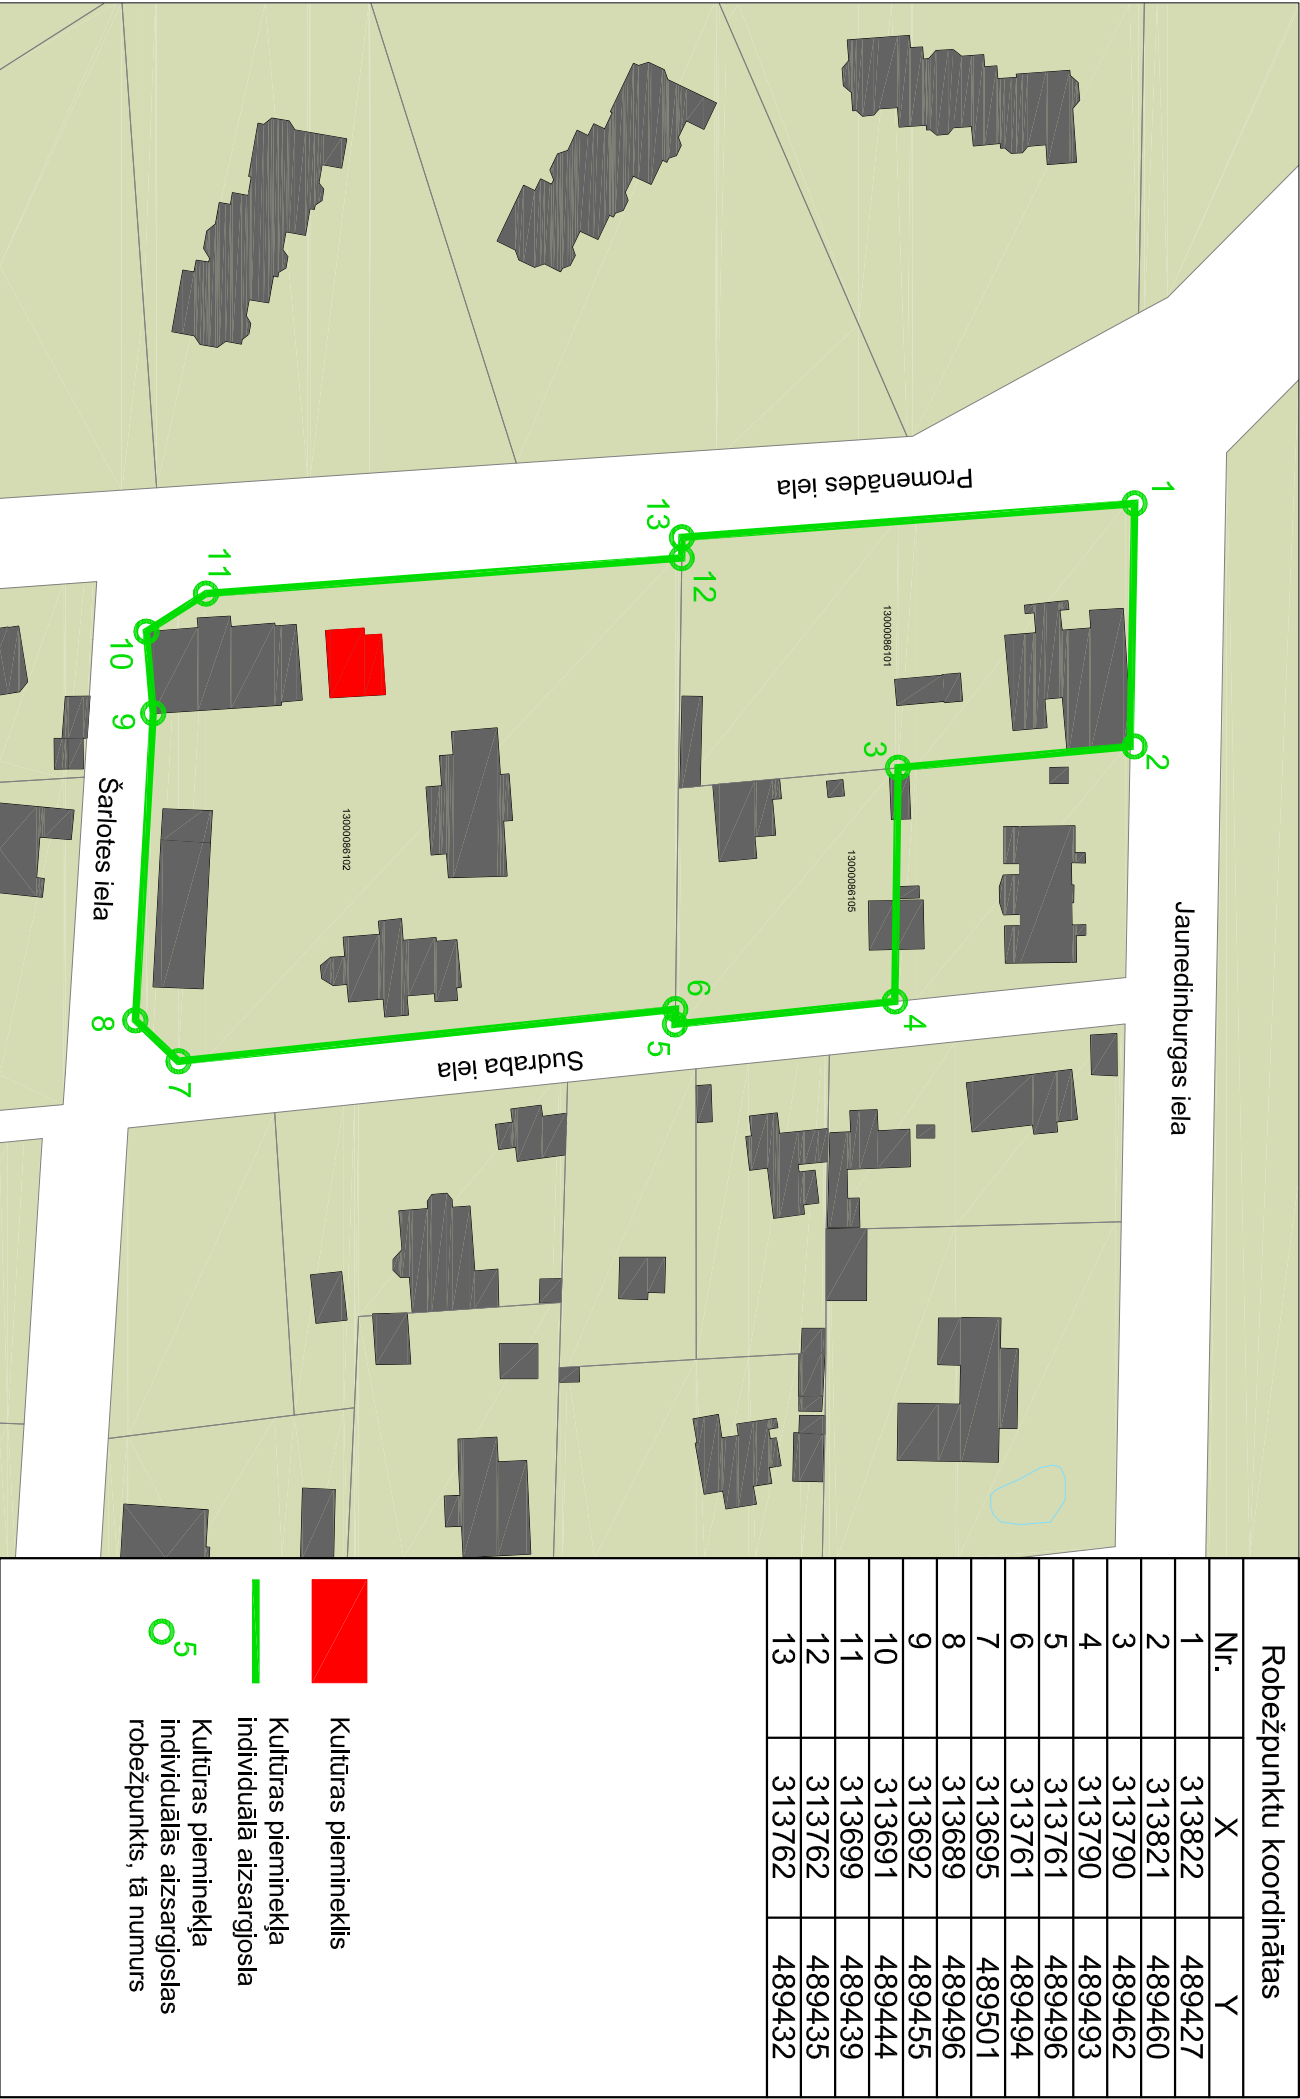 Jaunedinburgas iela
Promenādes iela
Sudraba iela
Šarlotes iela
13000086101
13000086105
13000086102
1
2
3
4
5
6
7
8
9
10
11
12
13
Robežpunktu koordinātas
Nr. X Y
1 313822 489427
2 313821 489460
3 313790 489462
4 313790 489493
5 313761 489496
6 313761 489494
7 313695 489501
8 313689 489496
9 313692 489455
10 313691 489444
11 313699 489439
12 313762 489435
13 313762 489432
Kultūras piemineklis
Kultūras pieminekļa
individuālā aizsargjosla
5
Kultūras pieminekļa
individuālās aizsargjoslas
robežpunkts, tā numurs